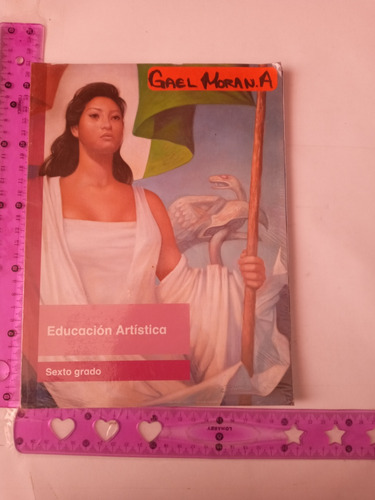 GAEL MORAN.A
Educación Artística
Sexto grado